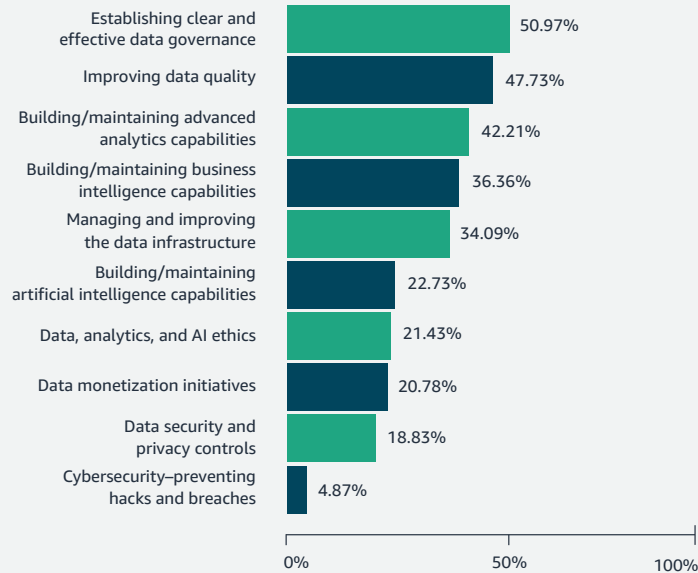 Establishing clear and
effective data governance
50.97%
Improving data quality
47.73%
Building/maintaining advanced
analytics capabilities
42.21%
Building/maintaining business
intelligence capabilities
36.36%
Managing and improving
the data infrastructure
34.09%
Building/maintaining
artificial intelligence capabilities
22.73%
Data, analytics, and AI ethics
21.43%
Data monetization initiatives
20.78%
Data security and
privacy controls
18.83%
Cybersecurity–preventing
hacks and breaches
4.87%
0%
50%
100%